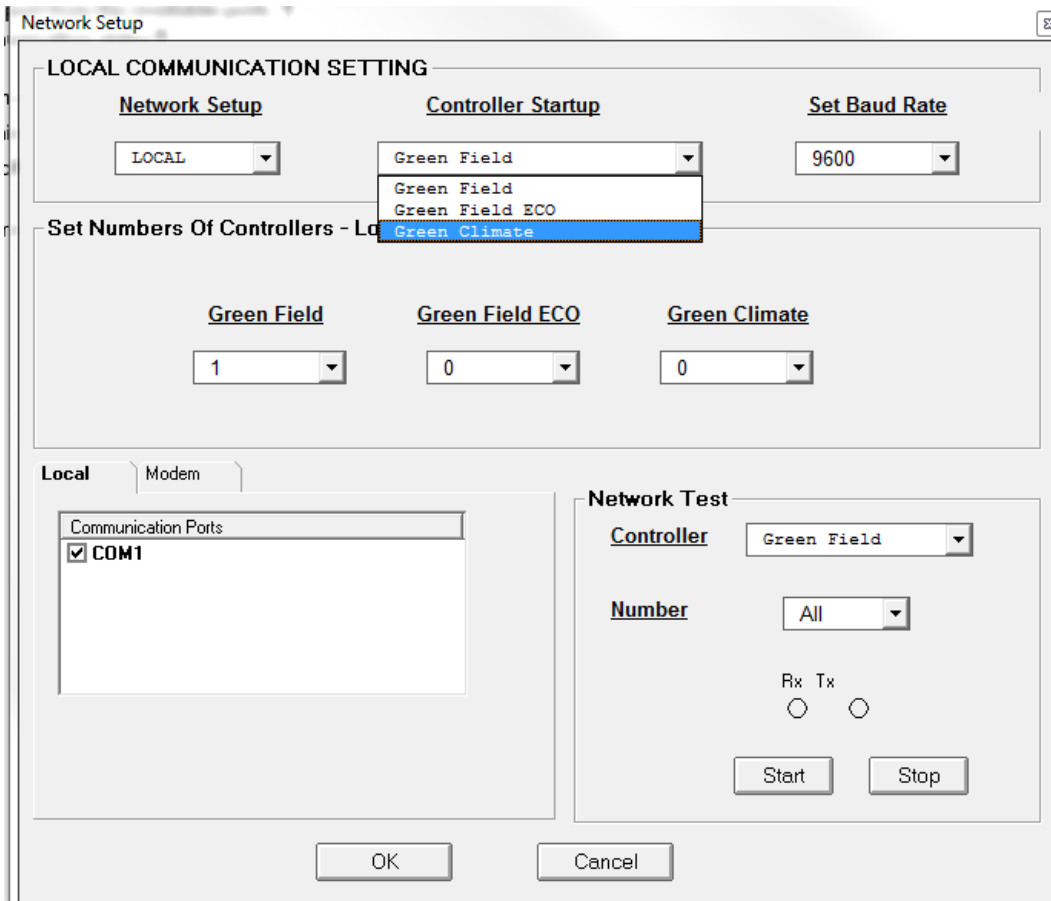 Network Setup
LOCAL COMMUNICATION SETTING
Network Setup Controller Startup Set Baud Rate
LOCAL Green Field 9600
Green Field
Green Field ECO
Set Numbers Of Controllers - Lo Green Climate
Green Field Green Field ECO Green Climate
1 0 0
Local Modem
Communication Ports
COM1
Network Test
Controller Green Field
Number All
Rx Tx
Start Stop
OK Cancel